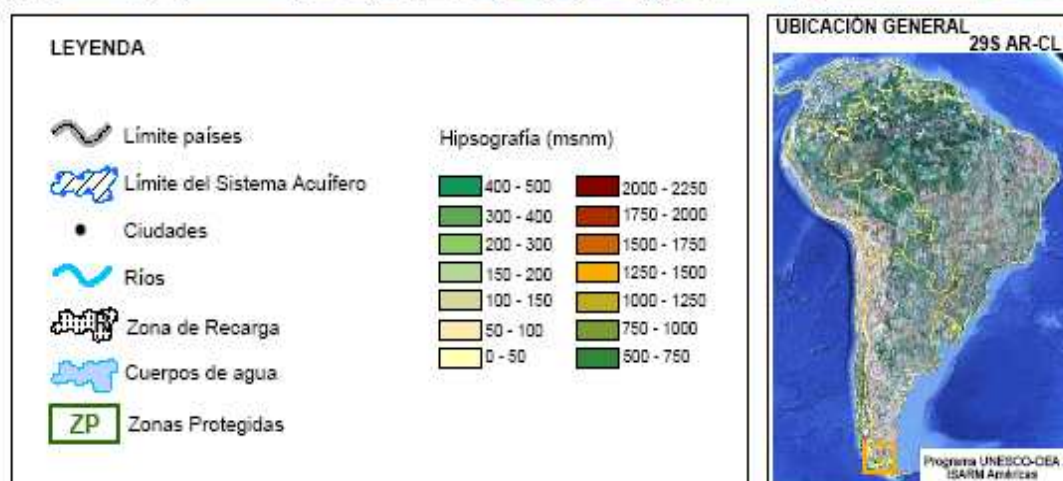 LEYENDA
Límite países
Límite del Sistema Acuífero
Ciudades
Ríos
Zona de Recarga
Cuerpos de agua
ZP Zonas Protegidas
Hipsografía (msnm)
400 - 500
300 - 400
200 - 300
150 - 200
100 - 150
50 - 100
0 - 50
2000 - 2250
1750 - 2000
1500 - 1750
1250 - 1500
1000 - 1250
750 - 1000
500 - 750
UBICACIÓN GENERAL
29S AR-CL
Programa UNESCO-OEA
ISARM Américas